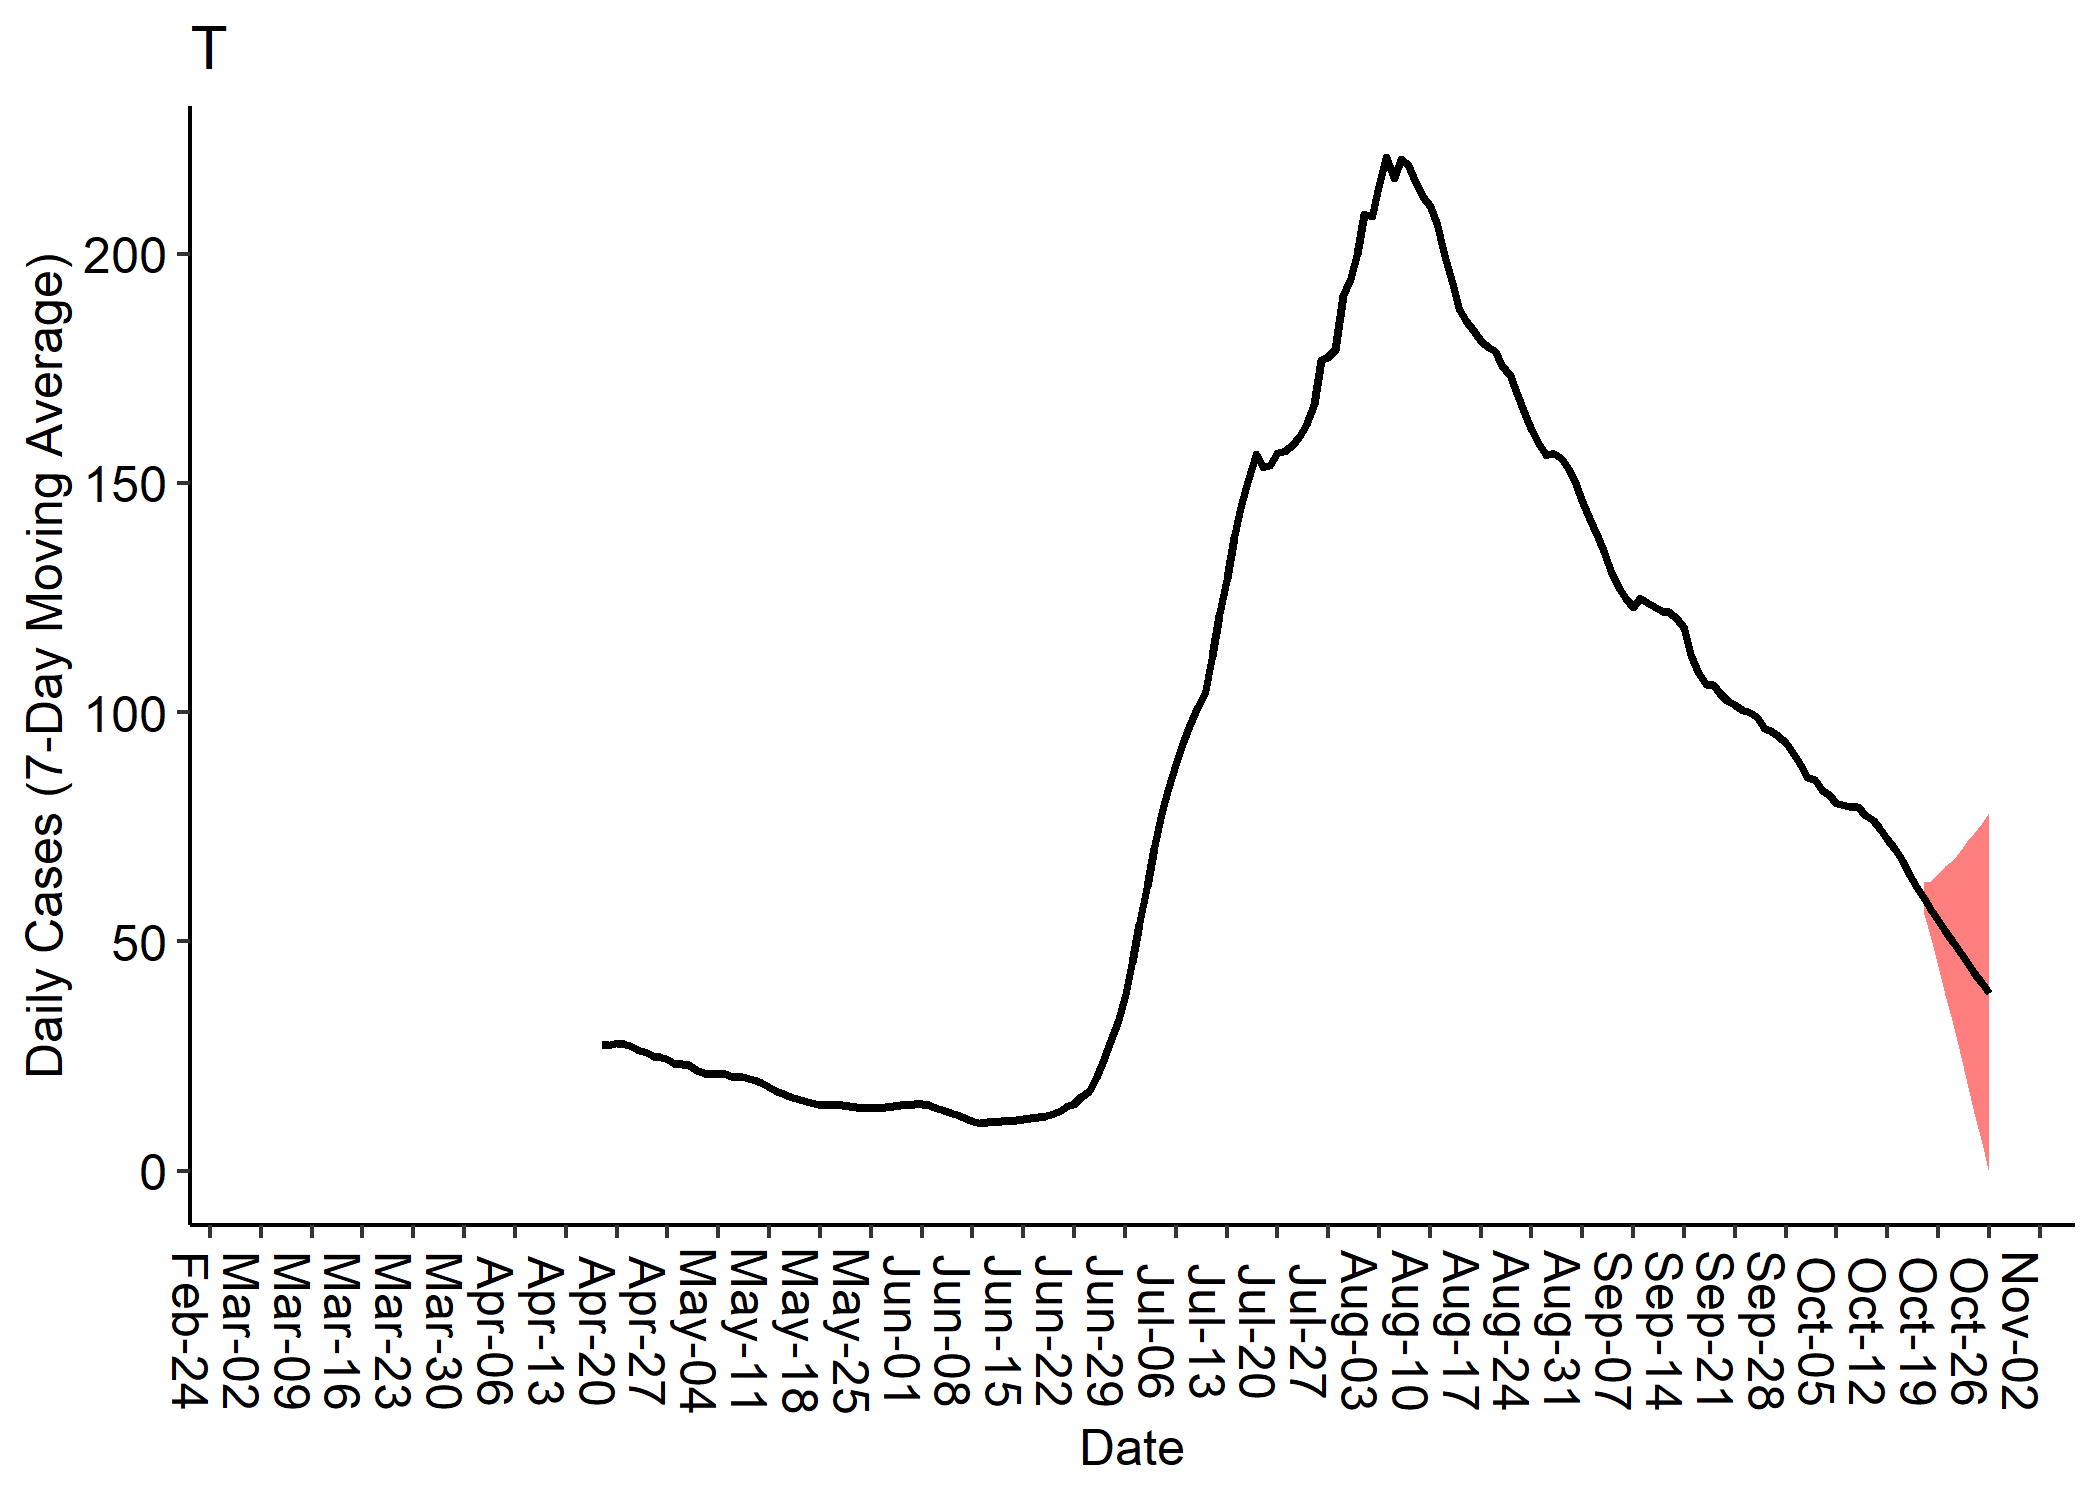 T
Daily Cases (7-Day Moving Average)
200
150
100
50
0
Feb-24
Mar-02
Mar-09
Mar-16
Mar-23
Mar-30
Apr-06
Apr-13
Apr-20
Apr-27
May-04
May-11
May-18
May-25
Jun-01
Jun-08
Jun-15
Jun-22
Jun-29
Jul-06
Jul-13
Jul-20
Jul-27
Aug-03
Aug-10
Aug-17
Aug-24
Aug-31
Sep-07
Sep-14
Sep-21
Sep-28
Oct-05
Oct-12
Oct-19
Oct-26
Nov-02
Date